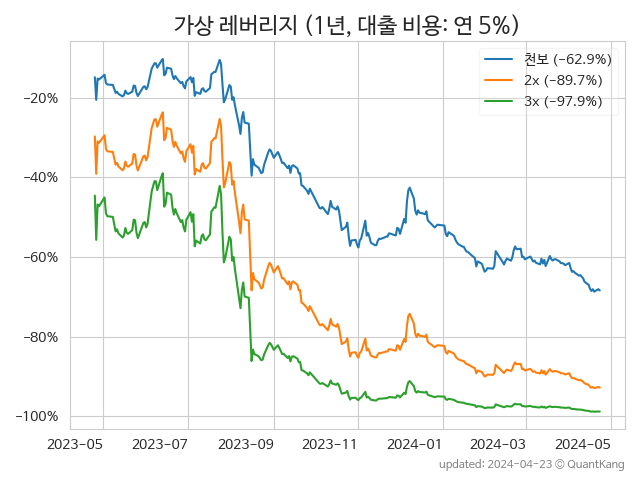 가상 레버리지 (1년, 대출 비용: 연 5%)
천보 (−62.9%)
2x (−89.7%)
3x (−97.9%)
−20%
−40%
−60%
−80%
−100%
2023-05 2023-07 2023-09 2023-11 2024-01 2024-03 2024-05
updated: 2024-04-23 © QuantKang